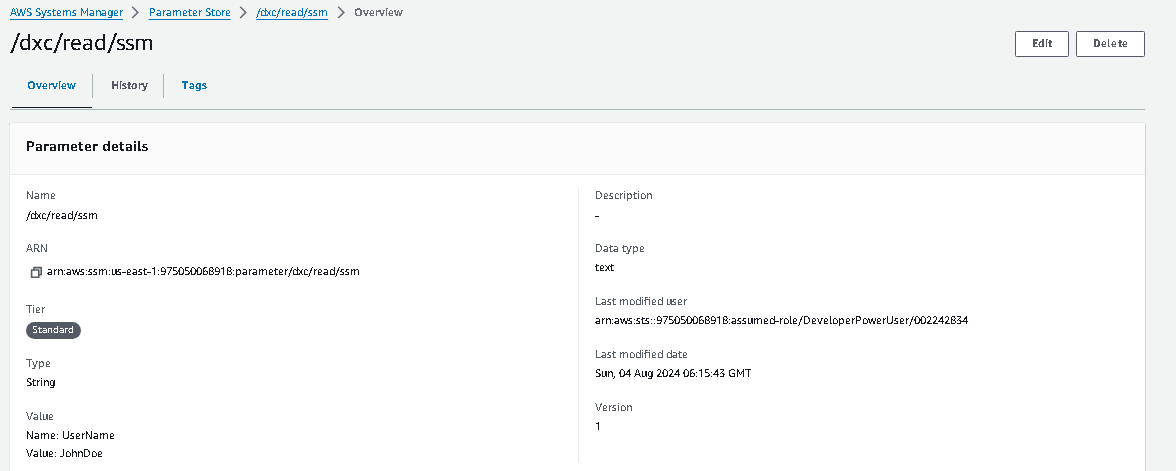 AWS Systems Manager > Parameter Store > /dxc/read/ssm > Overview
/dxc/read/ssm
Edit
Delete
Overview
History
Tags
Parameter details
Name
/dxc/read/ssm
ARN
arn:aws:ssm:us-east-1:975050068918:parameter/dxc/read/ssm
Tier
Standard
Type
String
Value
Name: UserName
Value: JohnDoe
Description
-
Data type
text
Last modified user
arn:aws:sts::975050068918:assumed-role/DeveloperPowerUser/002242834
Last modified date
Sun, 04 Aug 2024 06:15:43 GMT
Version
1